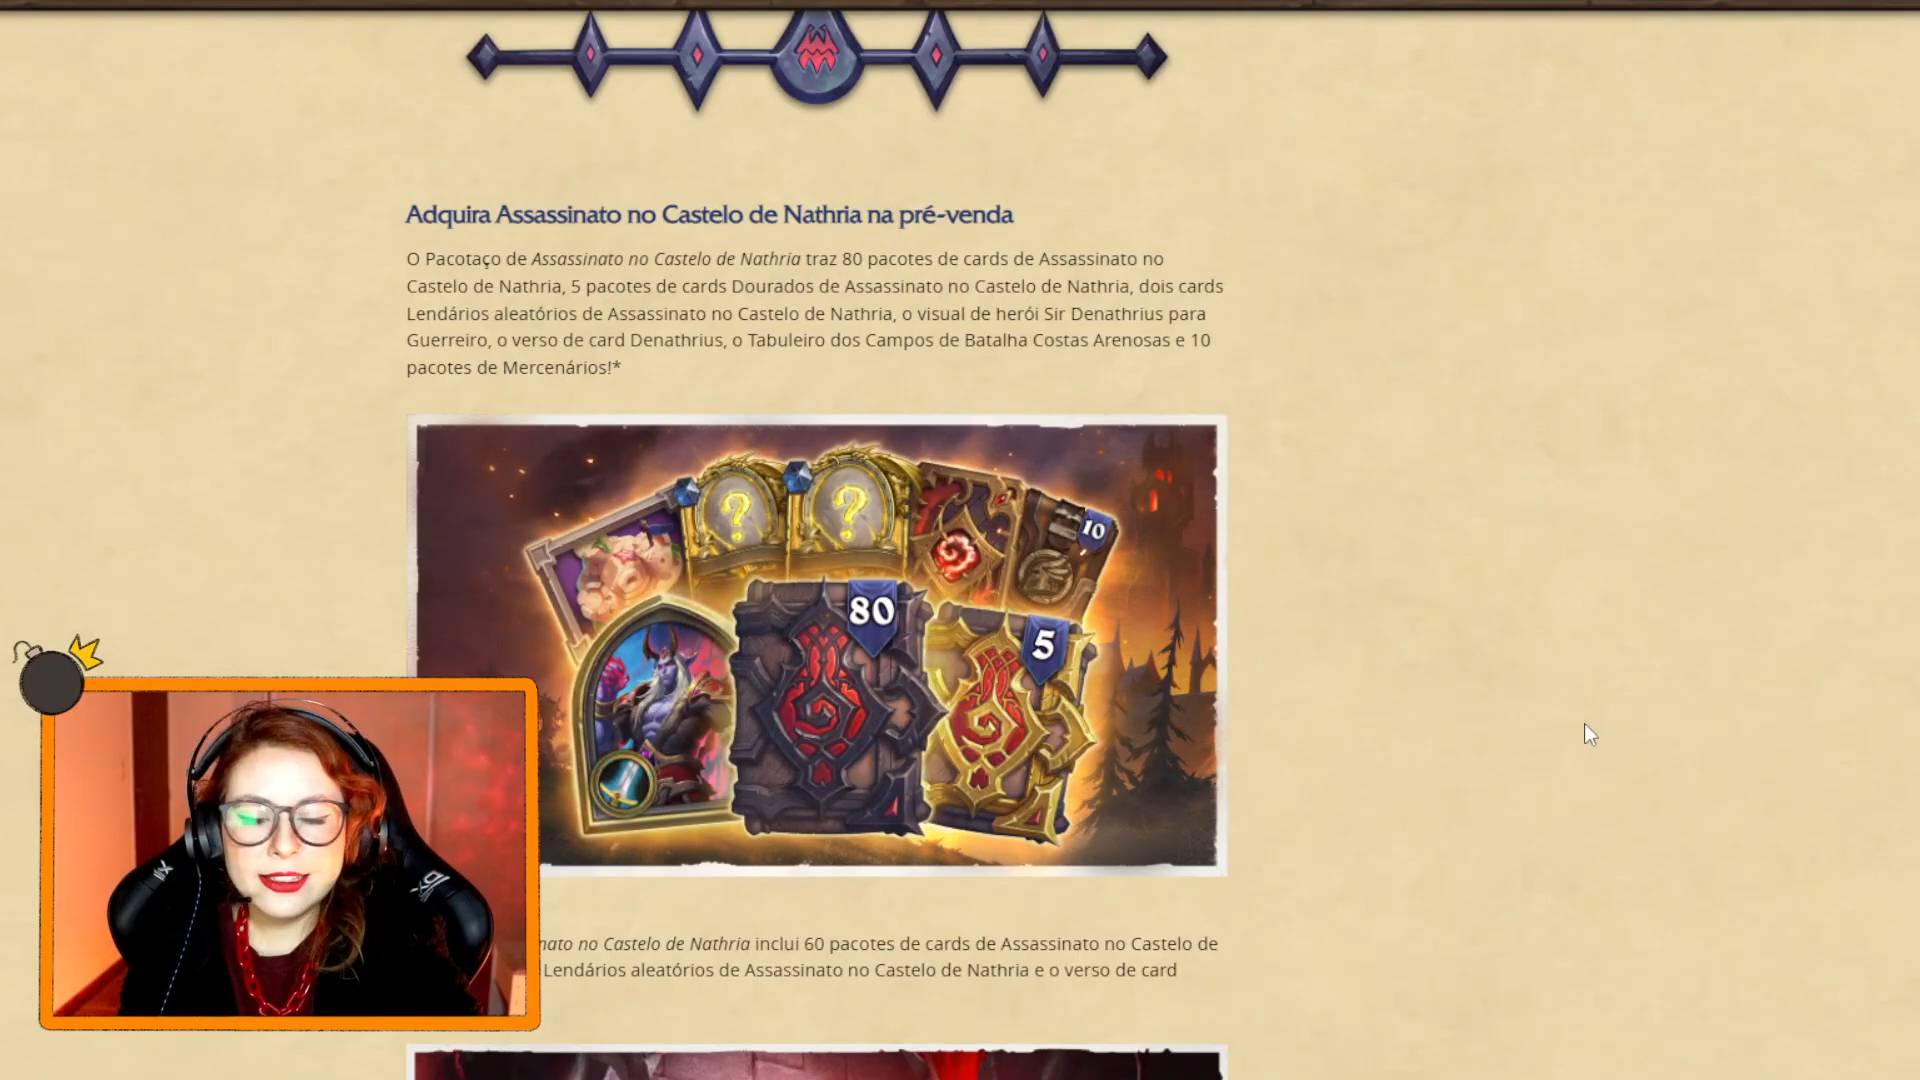 Adquira Assassinato no Castelo de Nathria na pré-venda
O Pacotaço de Assassinato no Castelo de Nathria traz 80 pacotes de cards de Assassinato no
Castelo de Nathria, 5 pacotes de cards Dourados de Assassinato no Castelo de Nathria, dois cards
Lendários aleatórios de Assassinato no Castelo de Nathria, o visual de herói Sir Denathrius para
Guerreiro, o verso de card Denathrius, o Tabuleiro dos Campos de Batalha Costas Arenosas e 10
pacotes de Mercenários!*
?
?
10
80
5
nato no Castelo de Nathria inclui 60 pacotes de cards de Assassinato no Castelo de
Lendários aleatórios de Assassinato no Castelo de Nathria e o verso de card